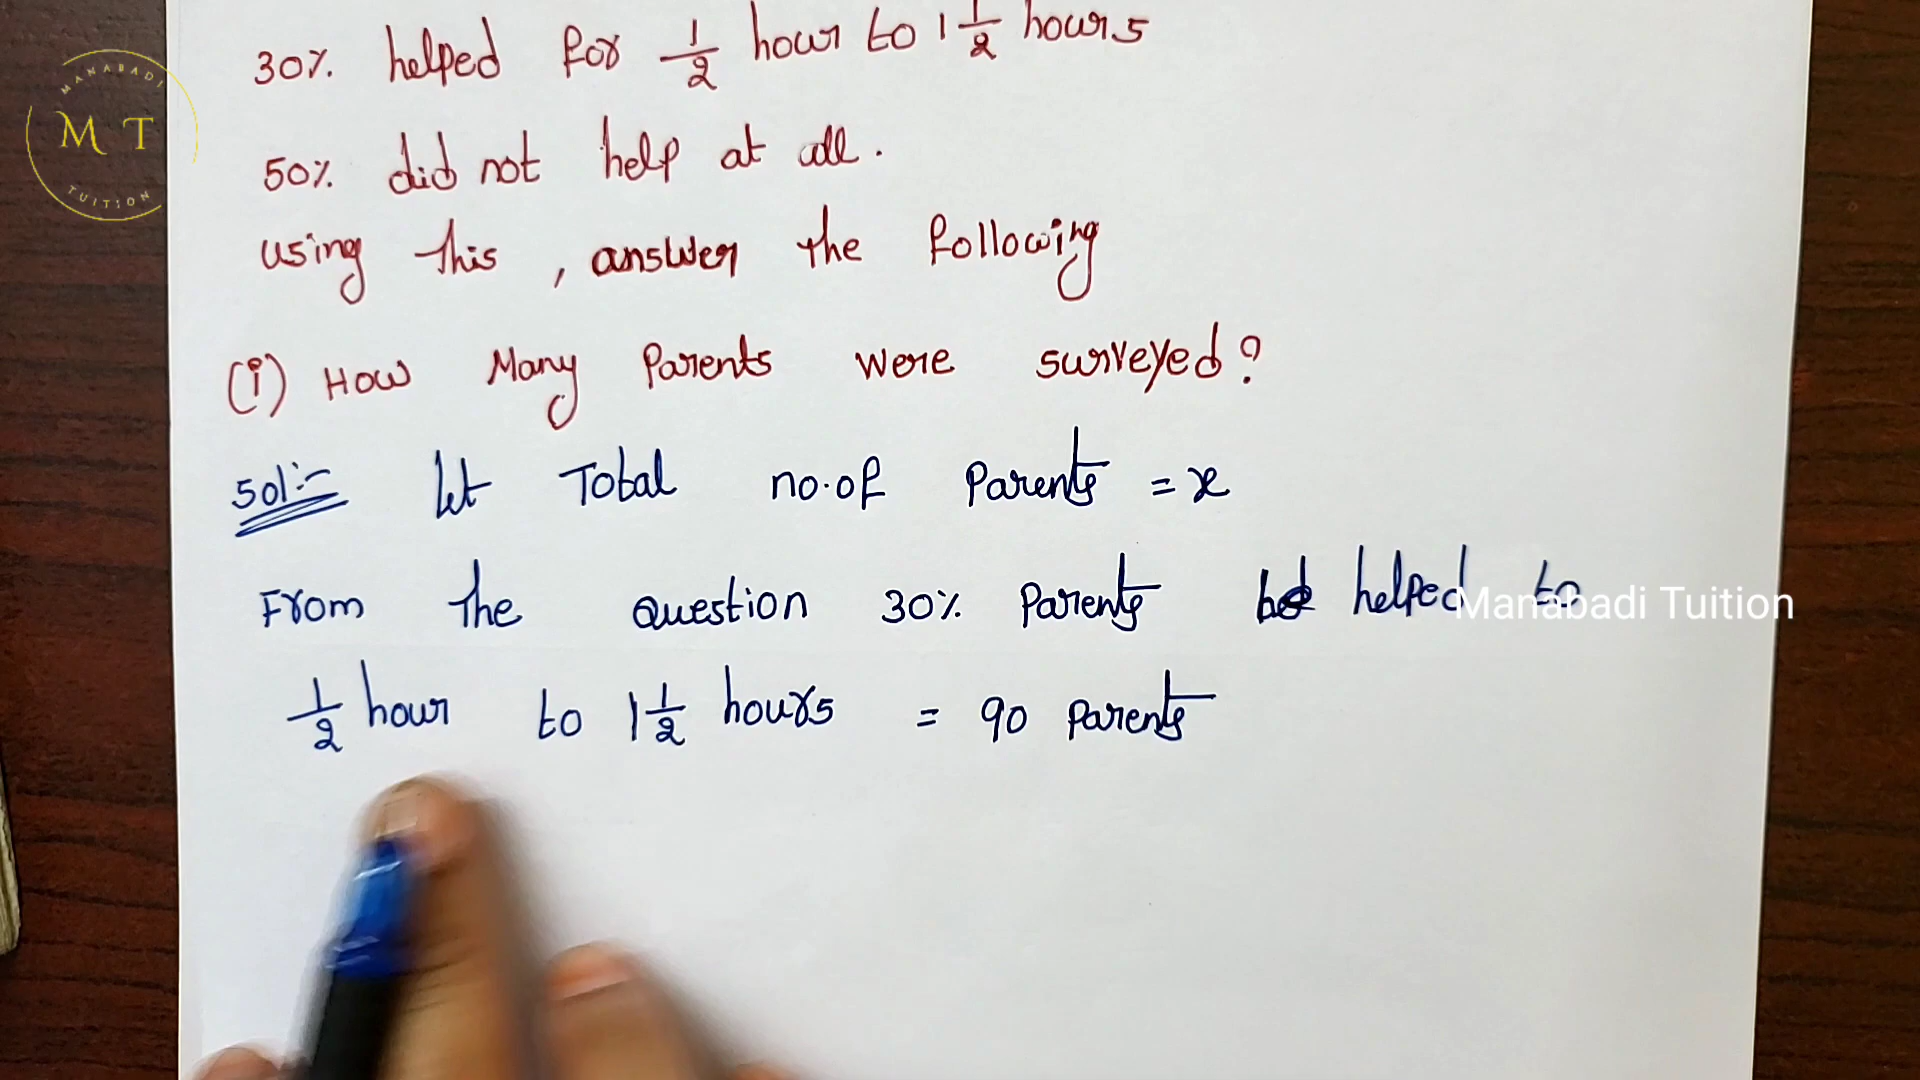 MANABADI
M T
TUITION
30%. helped for 1/2 hour to 1 1/2 hours
50%. did not help at all.
using this, answer the following
(i) How Many Parents were surveyed?
Sol:- Let Total no.of Parents = x
From the question 30%. Parents helped to
Manabadi Tuition
1/2 hour to 1 1/2 hours = 90 Parents